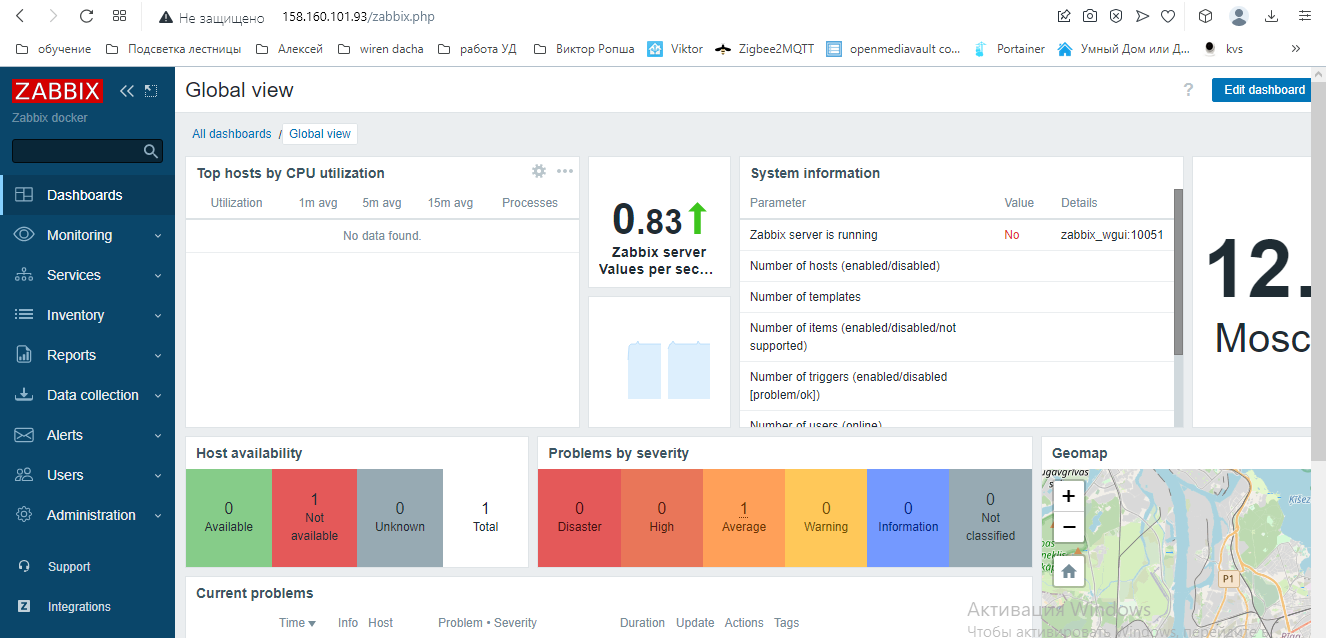 Не защищено 158.160.101.93/zabbix.php
обучение Подсветка лестницы Алексей wiren dacha работа УД Виктор Ропша Viktor Zigbee2MQTT openmediavault co... Portainer Умный Дом или Д... kvs »
ZABBIX
Zabbix docker
Dashboards
Monitoring
Services
Inventory
Reports
Data collection
Alerts
Users
Administration
Support
Z Integrations
Global view
? Edit dashboard
All dashboards / Global view
Top hosts by CPU utilization
Utilization 1m avg 5m avg 15m avg Processes
No data found.
0.83
Zabbix server
Values per sec...
System information
Parameter Value Details
Zabbix server is running No zabbix_wgui:10051
Number of hosts (enabled/disabled)
Number of templates
Number of items (enabled/disabled/not
supported)
Number of triggers (enabled/disabled
[problem/ok])
Number of users (online)
12.
Mosc
Host availability
0
Available
1
Not
available
0
Unknown
1
Total
Problems by severity
0
Disaster
0
High
1
Average
0
Warning
0
Information
0
Not
classified
Geomap
+
−
P1
Current problems
Time Info Host Problem • Severity Duration Update Actions Tags
Активация Windows
Чтобы активировать Windows, перейдите в